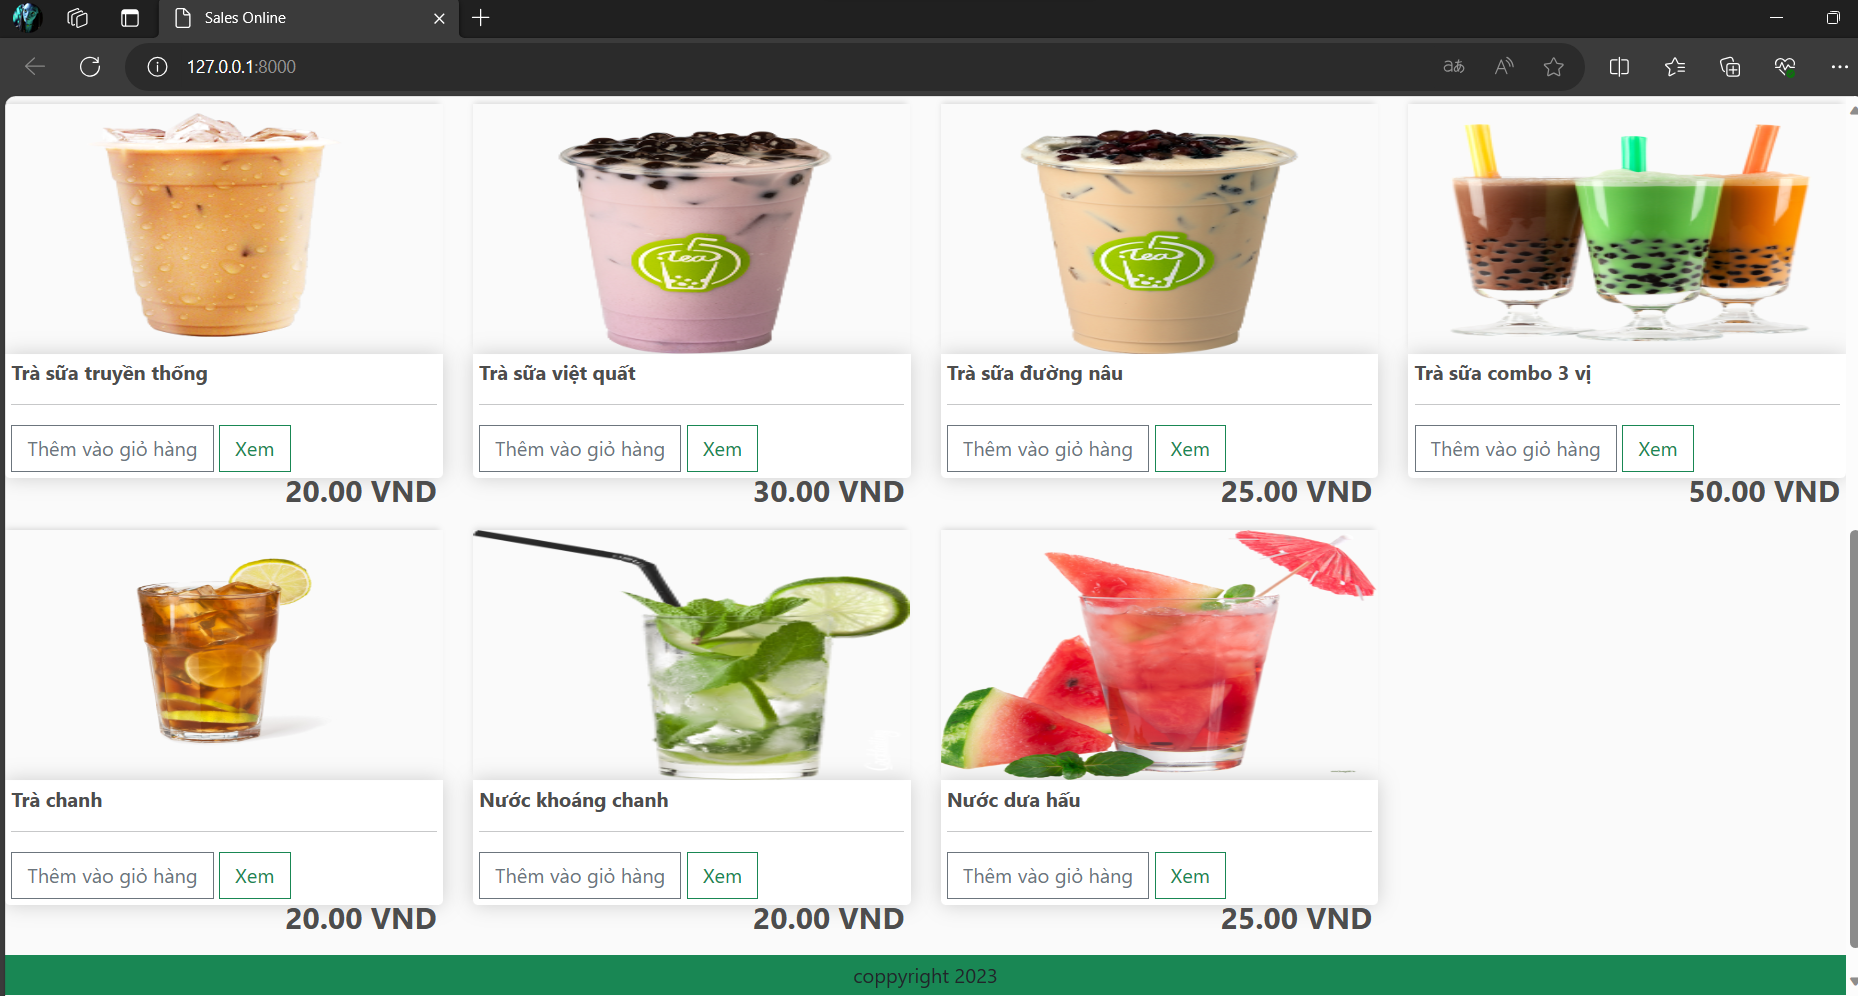 Sales Online
127.0.0.1:8000
Tea
Tea
Trà sữa truyền thống
Trà sữa việt quất
Trà sữa đường nâu
Trà sữa combo 3 vị
Thêm vào giỏ hàng Xem
Thêm vào giỏ hàng Xem
Thêm vào giỏ hàng Xem
Thêm vào giỏ hàng Xem
20.00 VND
30.00 VND
25.00 VND
50.00 VND
Trà chanh
Nước khoáng chanh
Nước dưa hấu
Thêm vào giỏ hàng Xem
Thêm vào giỏ hàng Xem
Thêm vào giỏ hàng Xem
20.00 VND
20.00 VND
25.00 VND
coppyright 2023